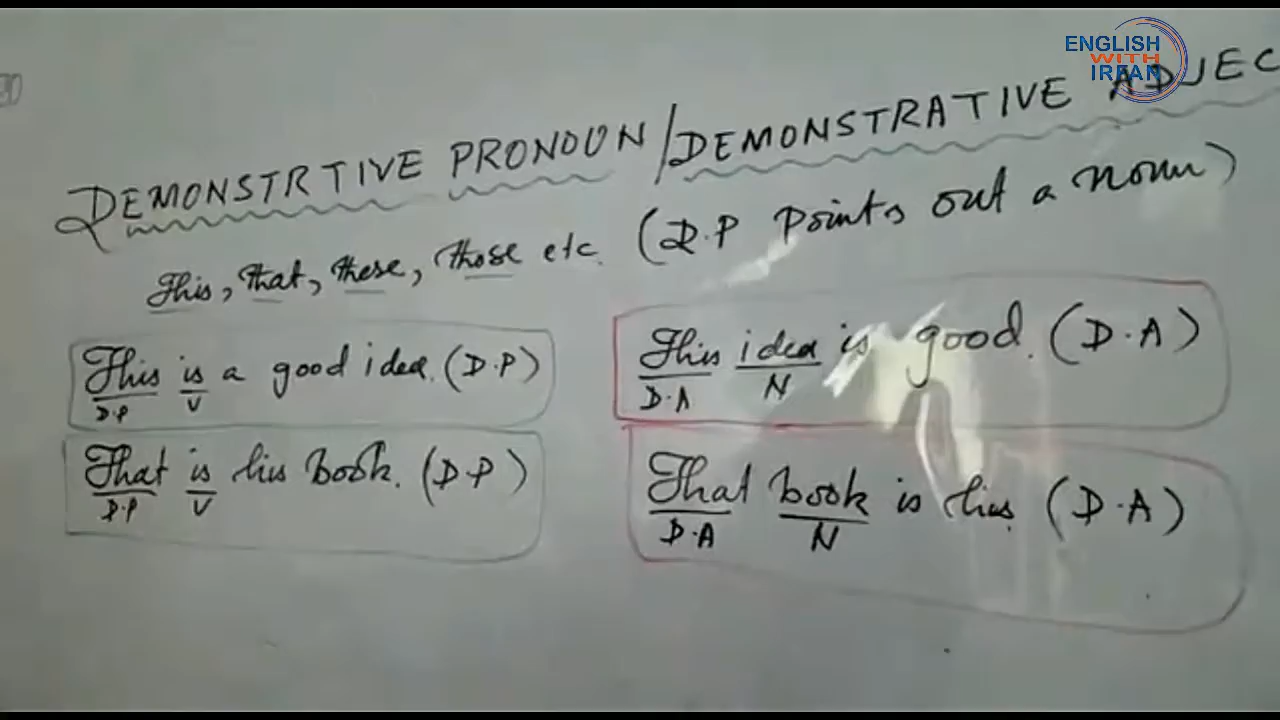 ENGLISH
WITH
IRFAN
DEMONSTRTIVE PRONOUN/DEMONSTRATIVE ADJEC
This, that, these, those etc. (D.P points out a noun)
This is a good idea. (D.P)
D.P V
That is his book. (D.P)
D.P V
This idea is good. (D.A)
D.A N
That book is his. (D.A)
D.A N